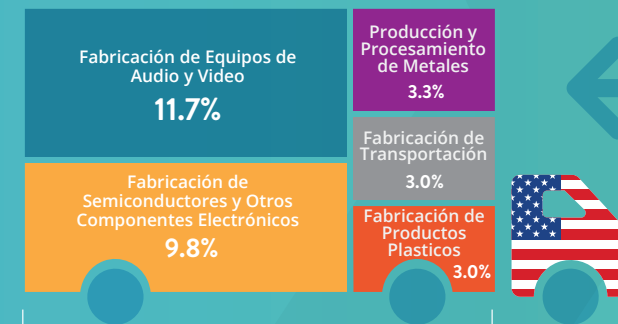 Fabricación de Equipos de
Audio y Video
11.7%
Fabricación de
Semiconductores y Otros
Componentes Electrónicos
9.8%
Producción y
Procesamiento
de Metales
3.3%
Fabricación de
Transportación
3.0%
Fabricación de
Productos
Plasticos
3.0%